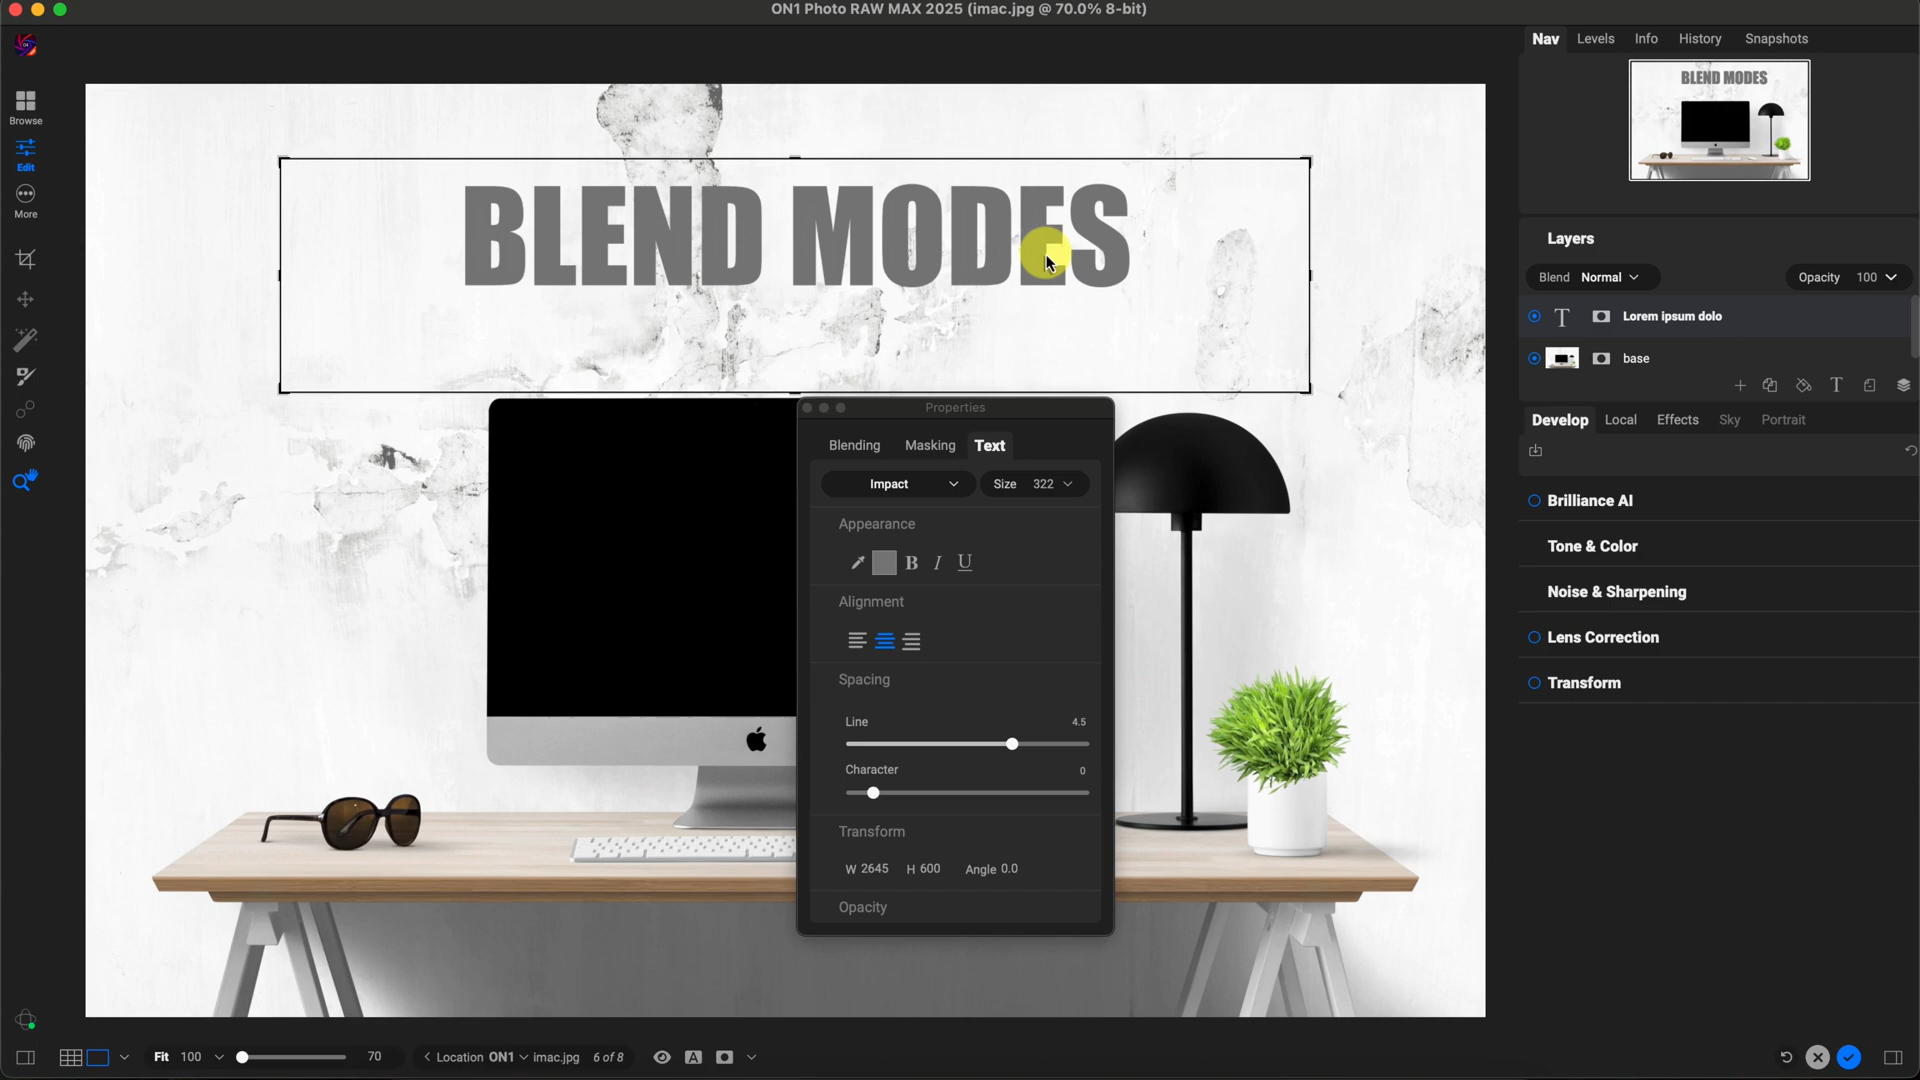 ON1 Photo RAW MAX 2025 (imac.jpg @ 70.0% 8-bit)
Browse
Edit
More
BLEND MODES
Nav Levels Info History Snapshots
BLEND MODES
Layers
Blend Normal Opacity 100
T Lorem ipsum dolo
base
T
Develop Local Effects Sky Portrait
Brilliance AI
Tone & Color
Noise & Sharpening
Lens Correction
Transform
Properties
Blending Masking Text
Impact Size 322
Appearance
B I U
Alignment
Spacing
Line 4.5
Character 0
Transform
W 2645 H 600 Angle 0.0
Opacity
Fit 100 70 Location ON1 imac.jpg 6 of 8 A